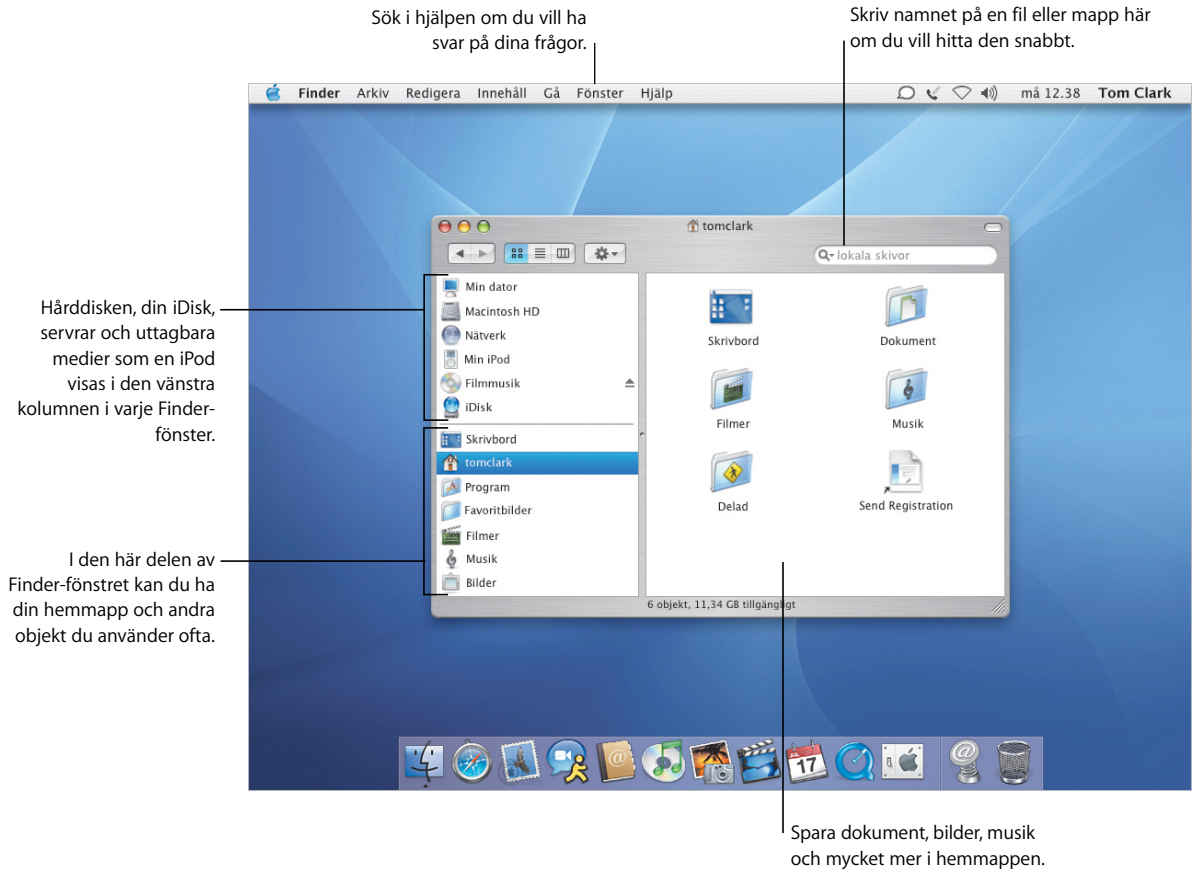 Sök i hjälpen om du vill ha
svar på dina frågor.
Skriv namnet på en fil eller mapp här
om du vill hitta den snabbt.
Finder Arkiv Redigera Innehåll Gå Fönster Hjälp må 12.38 Tom Clark
tomclark
lokala skivor
Hårddisken, din iDisk,
servrar och uttagbara
medier som en iPod
visas i den vänstra
kolumnen i varje Finder-
fönster.
Min dator
Macintosh HD
Nätverk
Min iPod
Filmmusik
iDisk
Skrivbord
tomclark
Program
Favoritbilder
Filmer
Musik
Bilder
Skrivbord Dokument
Filmer Musik
Delad Send Registration
6 objekt, 11,34 GB tillgängligt
I den här delen av
Finder-fönstret kan du ha
din hemmapp och andra
objekt du använder ofta.
JUL
17
Spara dokument, bilder, musik
och mycket mer i hemmappen.